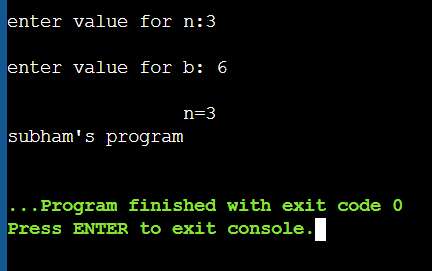 enter value for n:3
enter value for b: 6
n=3
subham's program
...Program finished with exit code 0
Press ENTER to exit console.